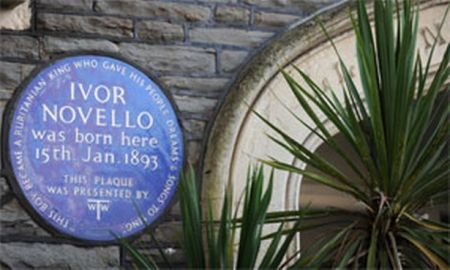 THIS BOY BECAME A RURITANIAN KING WHO GAVE HIS PEOPLE DREAMS & SONGS TO SING
IVOR
NOVELLO
was born here
15th Jan. 1893
THIS PLAQUE
WAS PRESENTED BY
WTW